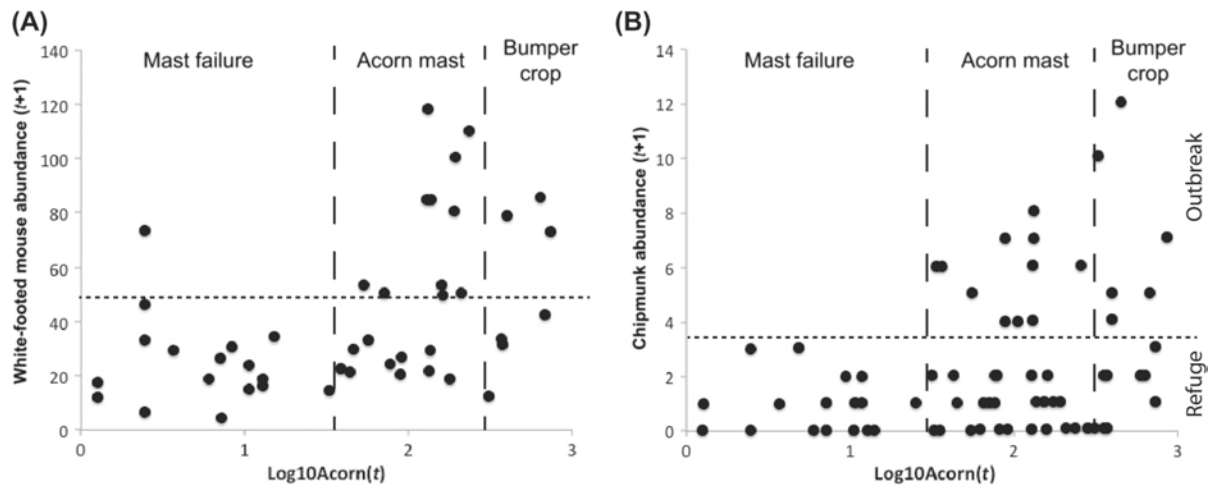 (A)
Mast failure
Acorn mast
Bumper
crop
140
120
100
80
60
40
20
0
White-footed mouse abundance (t+1)
0
1
2
3
Log10Acorn(t)
(B)
Mast failure
Acorn mast
Bumper
crop
14
12
10
8
6
4
2
0
Chipmunk abundance (t+1)
Outbreak
Refuge
0
1
2
3
Log10Acorn(t)